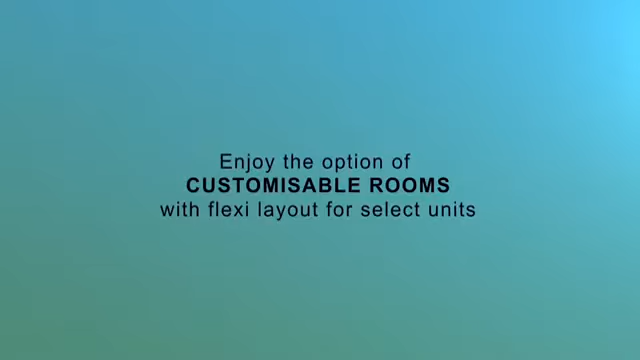 Enjoy the option of
CUSTOMISABLE ROOMS
with flexi layout for select units